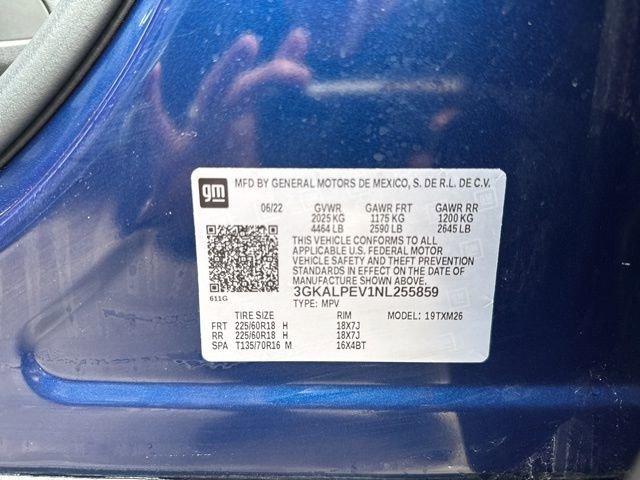 gm MFD BY GENERAL MOTORS DE MEXICO, S. DE R.L. DE C.V.
06/22 GVWR GAWR FRT GAWR RR
2025 KG 1175 KG 1200 KG
4464 LB 2590 LB 2645 LB
THIS VEHICLE CONFORMS TO ALL
APPLICABLE U.S. FEDERAL MOTOR
VEHICLE SAFETY AND THEFT PREVENTION
STANDARDS IN EFFECT ON THE DATE OF
MANUFACTURE SHOWN ABOVE.
3GKALPEV1NL255859
611G TYPE: MPV
TIRE SIZE RIM MODEL: 19TXM26
FRT 225/60R18 H 18X7J
RR 225/60R18 H 18X7J
SPA T135/70R16 M 16X4BT